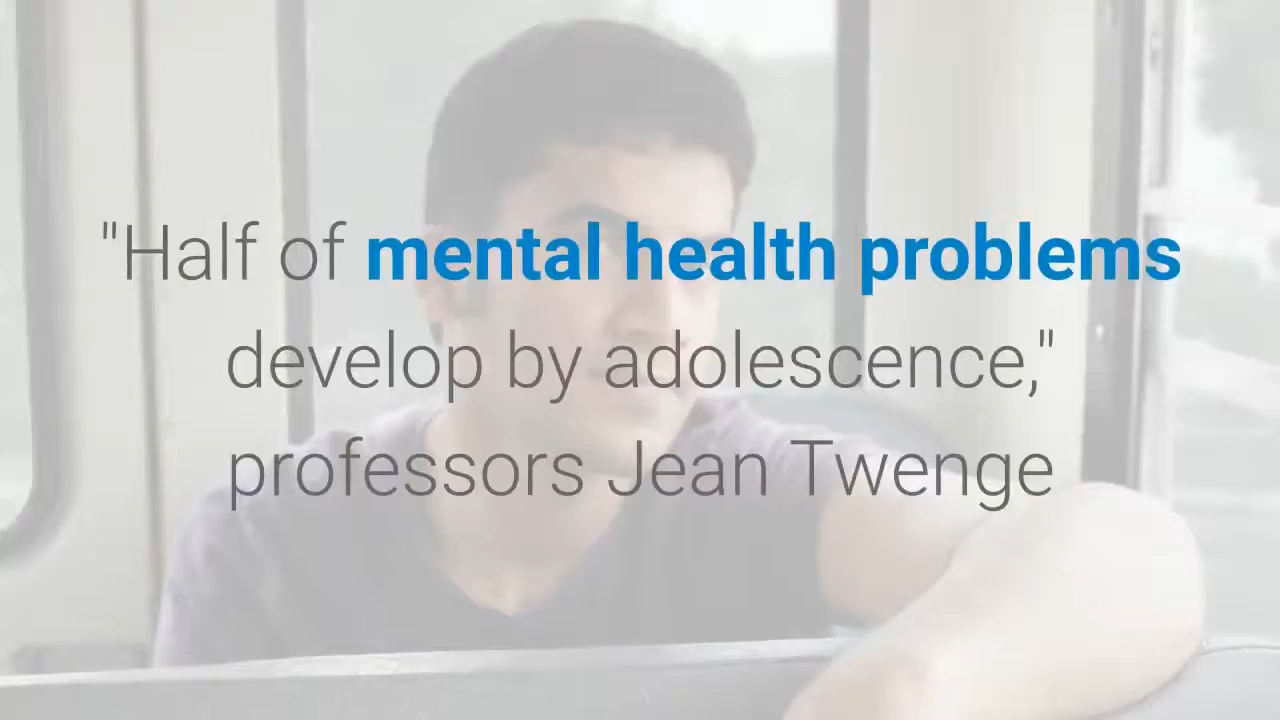 "Half of mental health problems
develop by adolescence,"
professors Jean Twenge